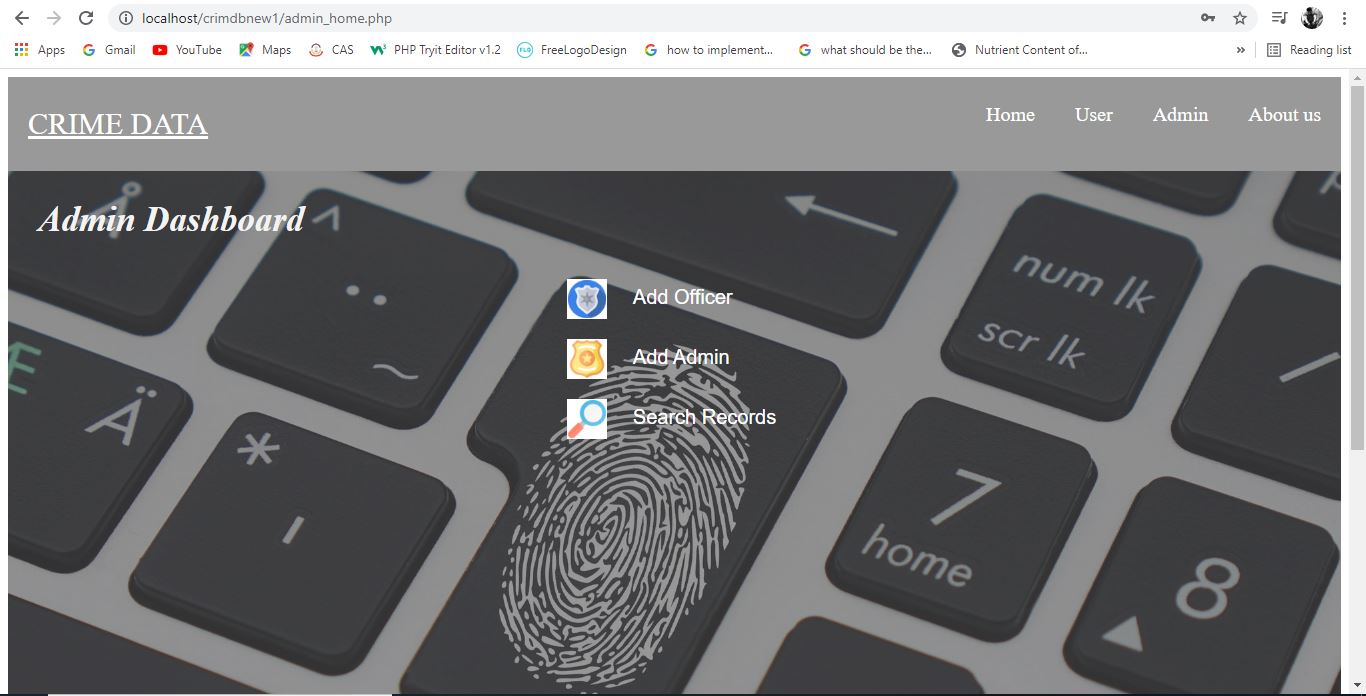 localhost/crimdbnew1/admin_home.php
Apps Gmail YouTube Maps CAS PHP Tryit Editor v1.2 FreeLogoDesign how to implement... what should be the... Nutrient Content of... » Reading list
CRIME DATA Home User Admin About us
Admin Dashboard
Å
^
num lk
scr lk
Add Officer
Add Admin
Search Records
Æ
Ä
*
'
7
home
8